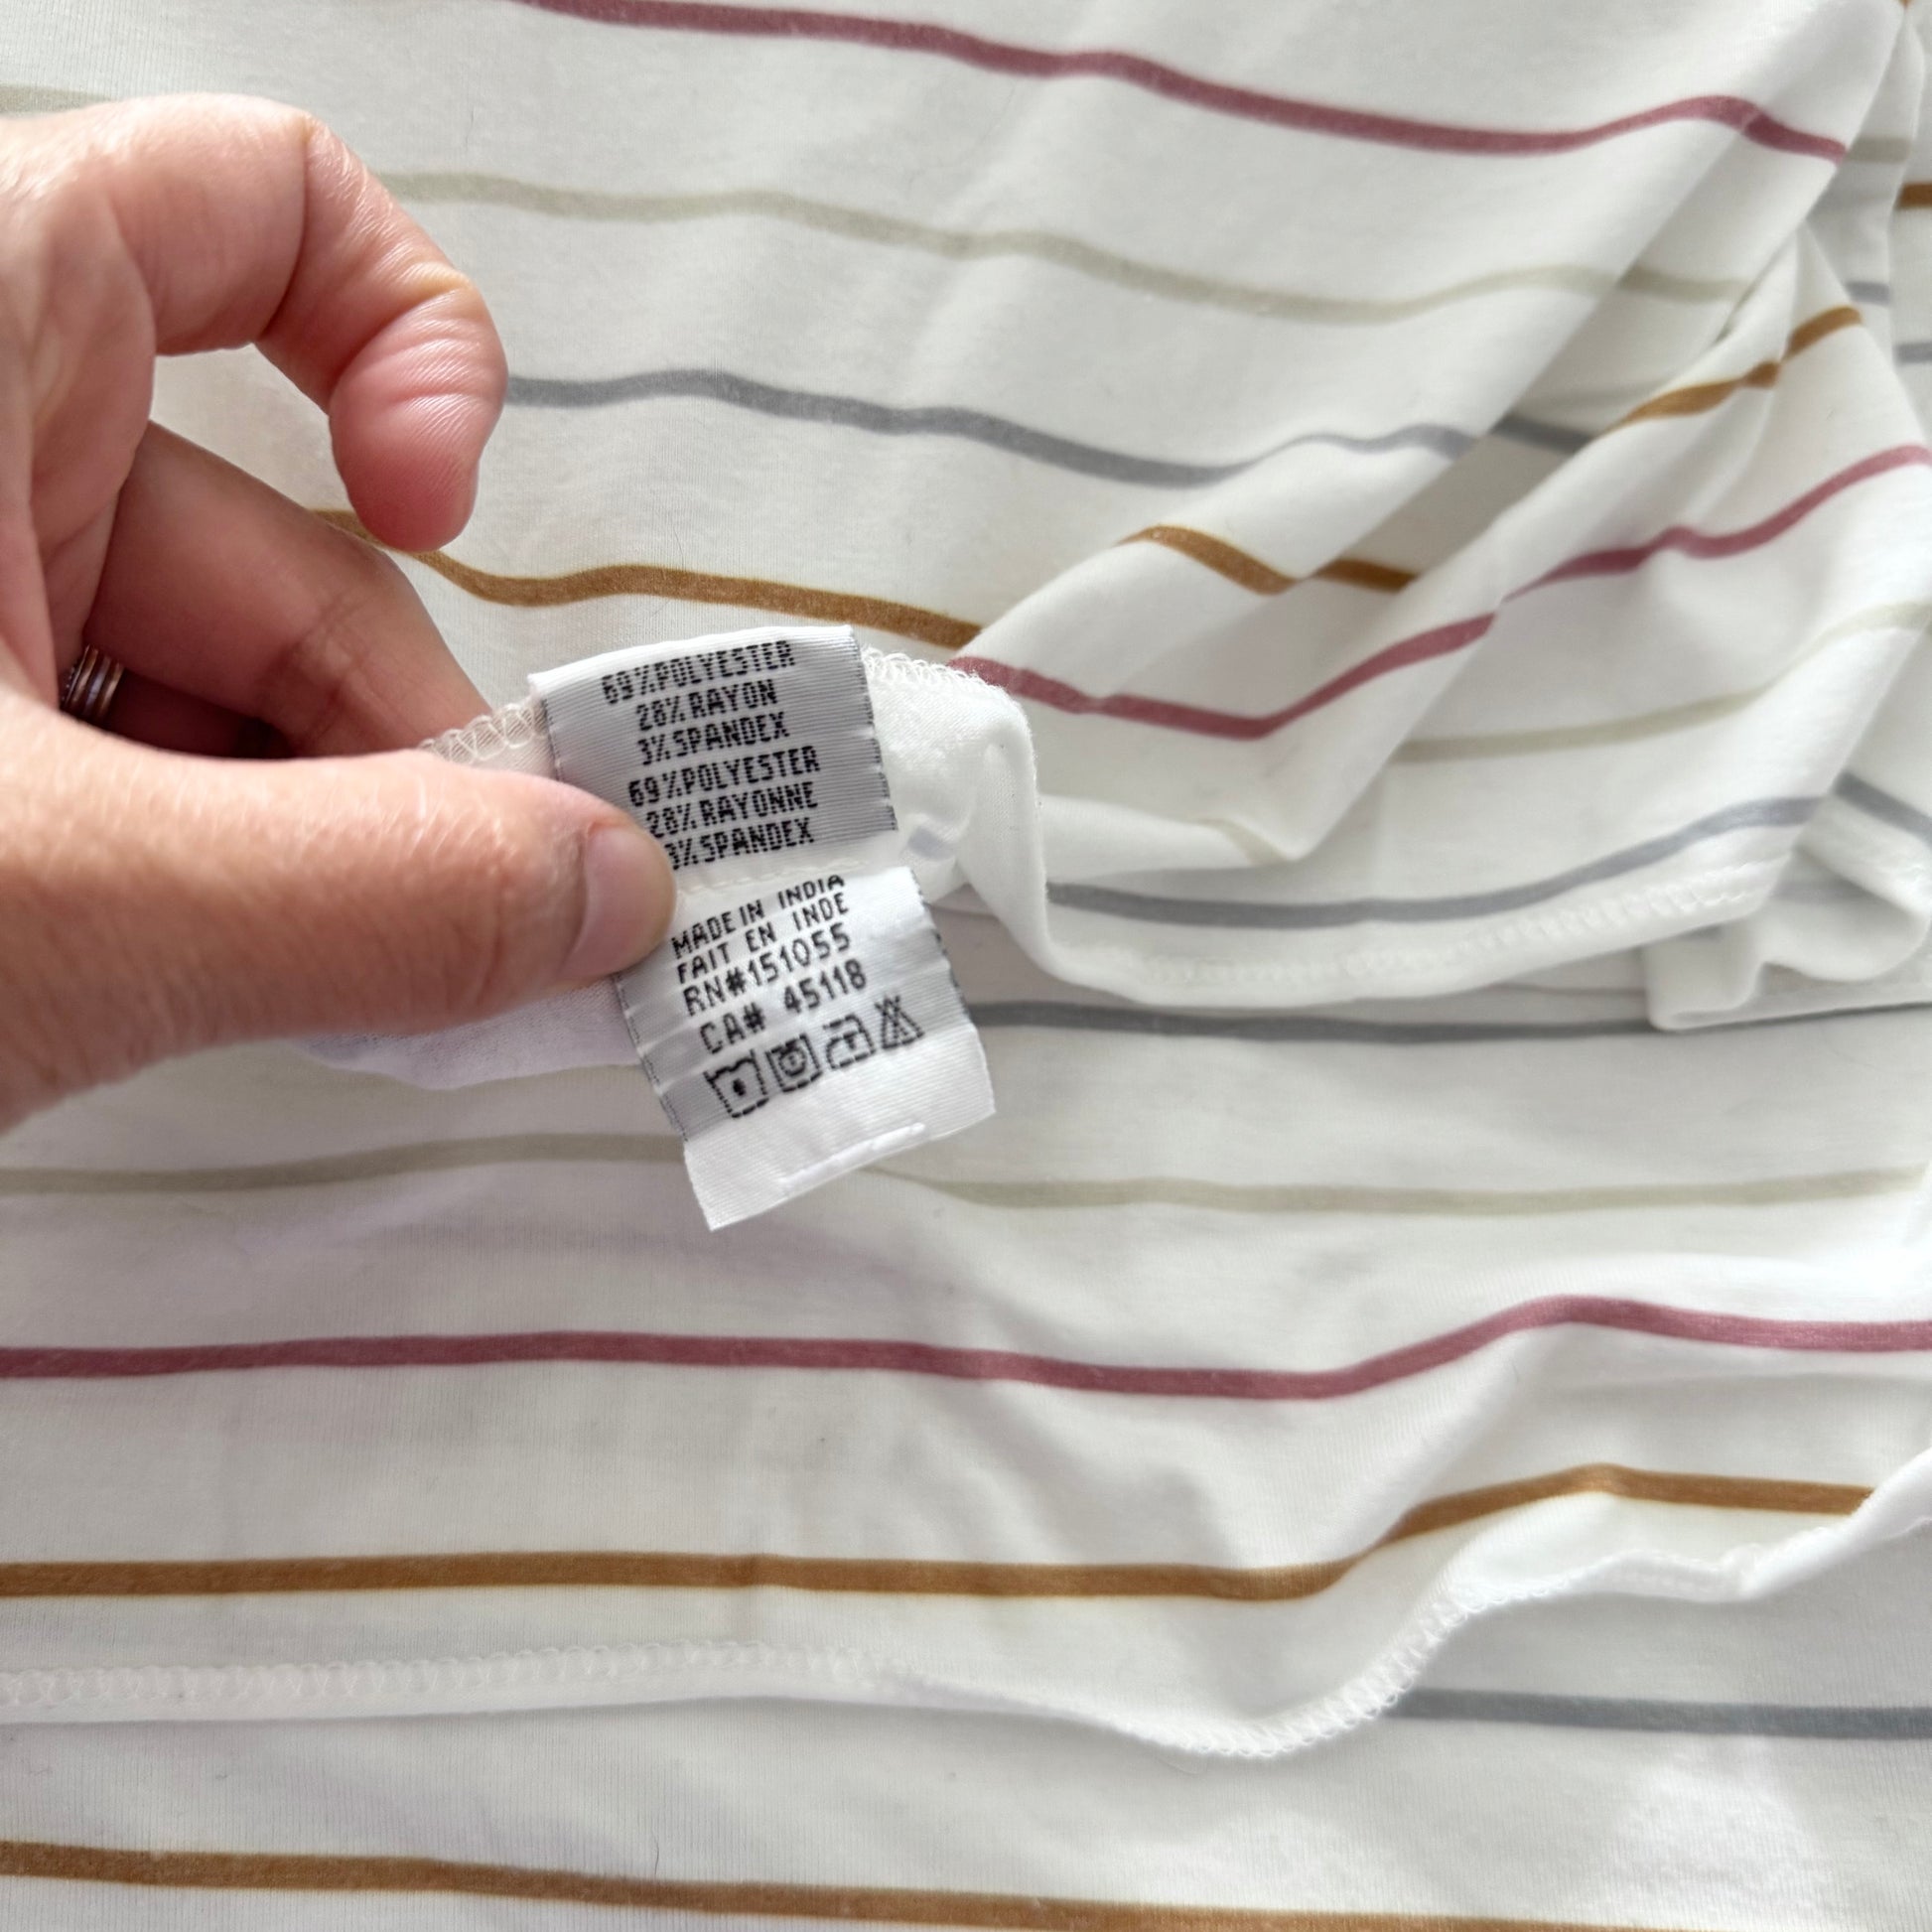 69%POLYESTER
28% RAYON
3% SPANDEX
69%POLYESTER
28% RAYONNE
3% SPANDEX
MADE IN INDIA
FAIT EN INDE
RN#151055
CA# 45118